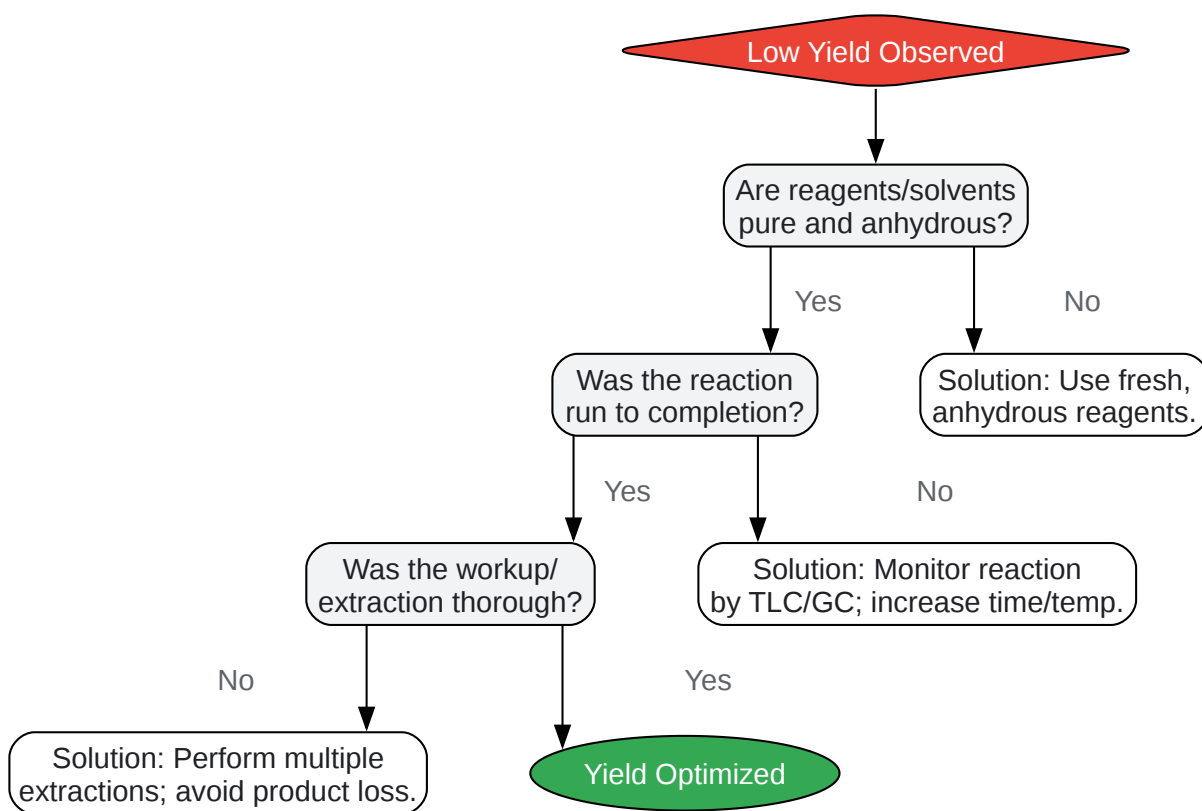 Low Yield Observed
Are reagents/solvents
pure and anhydrous?
Yes
No
Was the reaction
run to completion?
Solution: Use fresh,
anhydrous reagents.
Yes
No
Was the workup/
extraction thorough?
Solution: Monitor reaction
by TLC/GC; increase time/temp.
No
Yes
Solution: Perform multiple
extractions; avoid product loss.
Yield Optimized